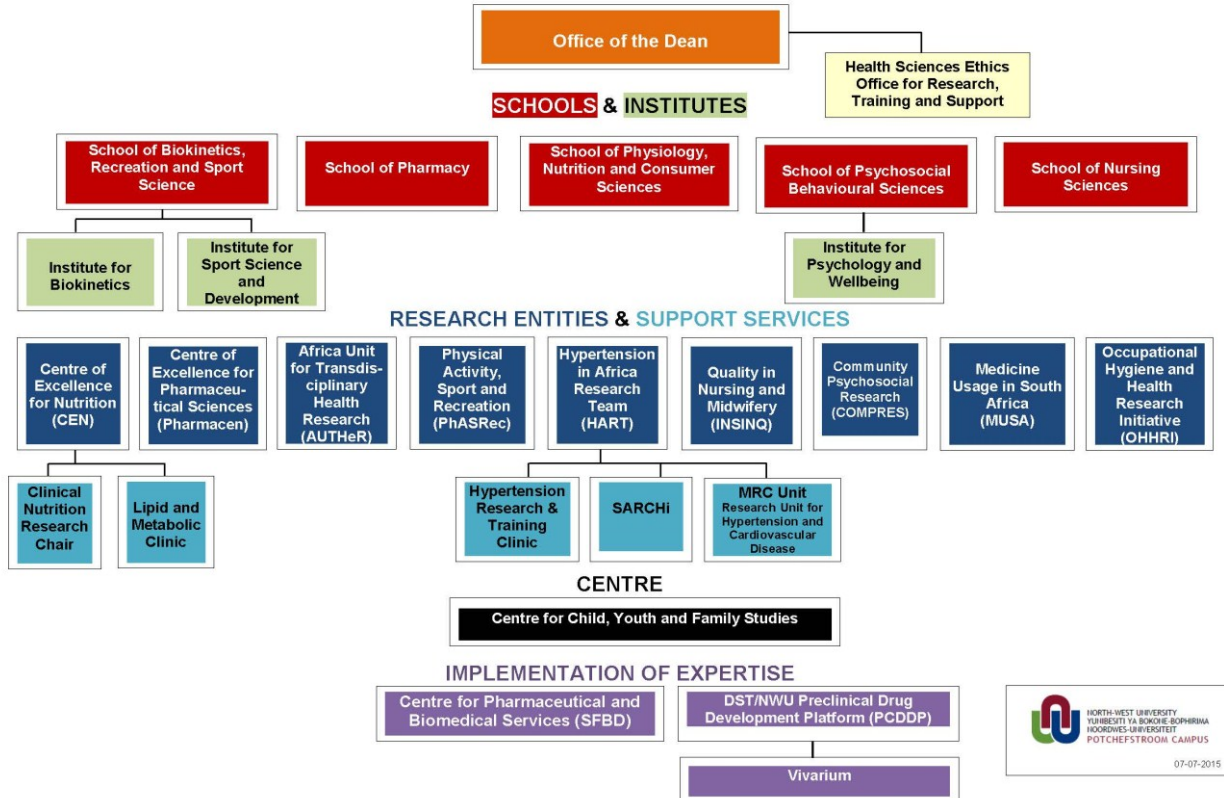 Office of the Dean
Health Sciences Ethics
Office for Research,
Training and Support
SCHOOLS & INSTITUTES
School of Biokinetics,
Recreation and Sport
Science
School of Pharmacy
School of Physiology,
Nutrition and Consumer
Sciences
School of Psychosocial
Behavioural Sciences
School of Nursing
Sciences
Institute for
Biokinetics
Institute for
Sport Science
and
Development
Institute for
Psychology and
Wellbeing
RESEARCH ENTITIES & SUPPORT SERVICES
Centre of
Excellence
for Nutrition
(CEN)
Centre of
Excellence for
Pharmaceu-
tical Sciences
(Pharmacen)
Africa Unit
for Transdis-
ciplinary
Health
Research
(AUTHeR)
Physical
Activity,
Sport and
Recreation
(PhASRec)
Hypertension
in Africa
Research
Team
(HART)
Quality in
Nursing and
Midwifery
(INSINQ)
Community
Psychosocial
Research
(COMPRES)
Medicine
Usage in South
Africa
(MUSA)
Occupational
Hygiene and
Health
Research
Initiative
(OHHRI)
Clinical
Nutrition
Research
Chair
Lipid and
Metabolic
Clinic
Hypertension
Research &
Training
Clinic
SARCHi
MRC Unit
Research Unit for
Hypertension and
Cardiovascular
Disease
CENTRE
Centre for Child, Youth and Family Studies
IMPLEMENTATION OF EXPERTISE
Centre for Pharmaceutical and
Biomedical Services (SFBD)
DST/NWU Preclinical Drug
Development Platform (PCDDP)
Vivarium
NORTH-WEST UNIVERSITY
YUNIBESITI YA BOKONE-BOPHIRIMA
NOORDWES-UNIVERSITEIT
POTCHEFSTROOM CAMPUS
07-07-2015